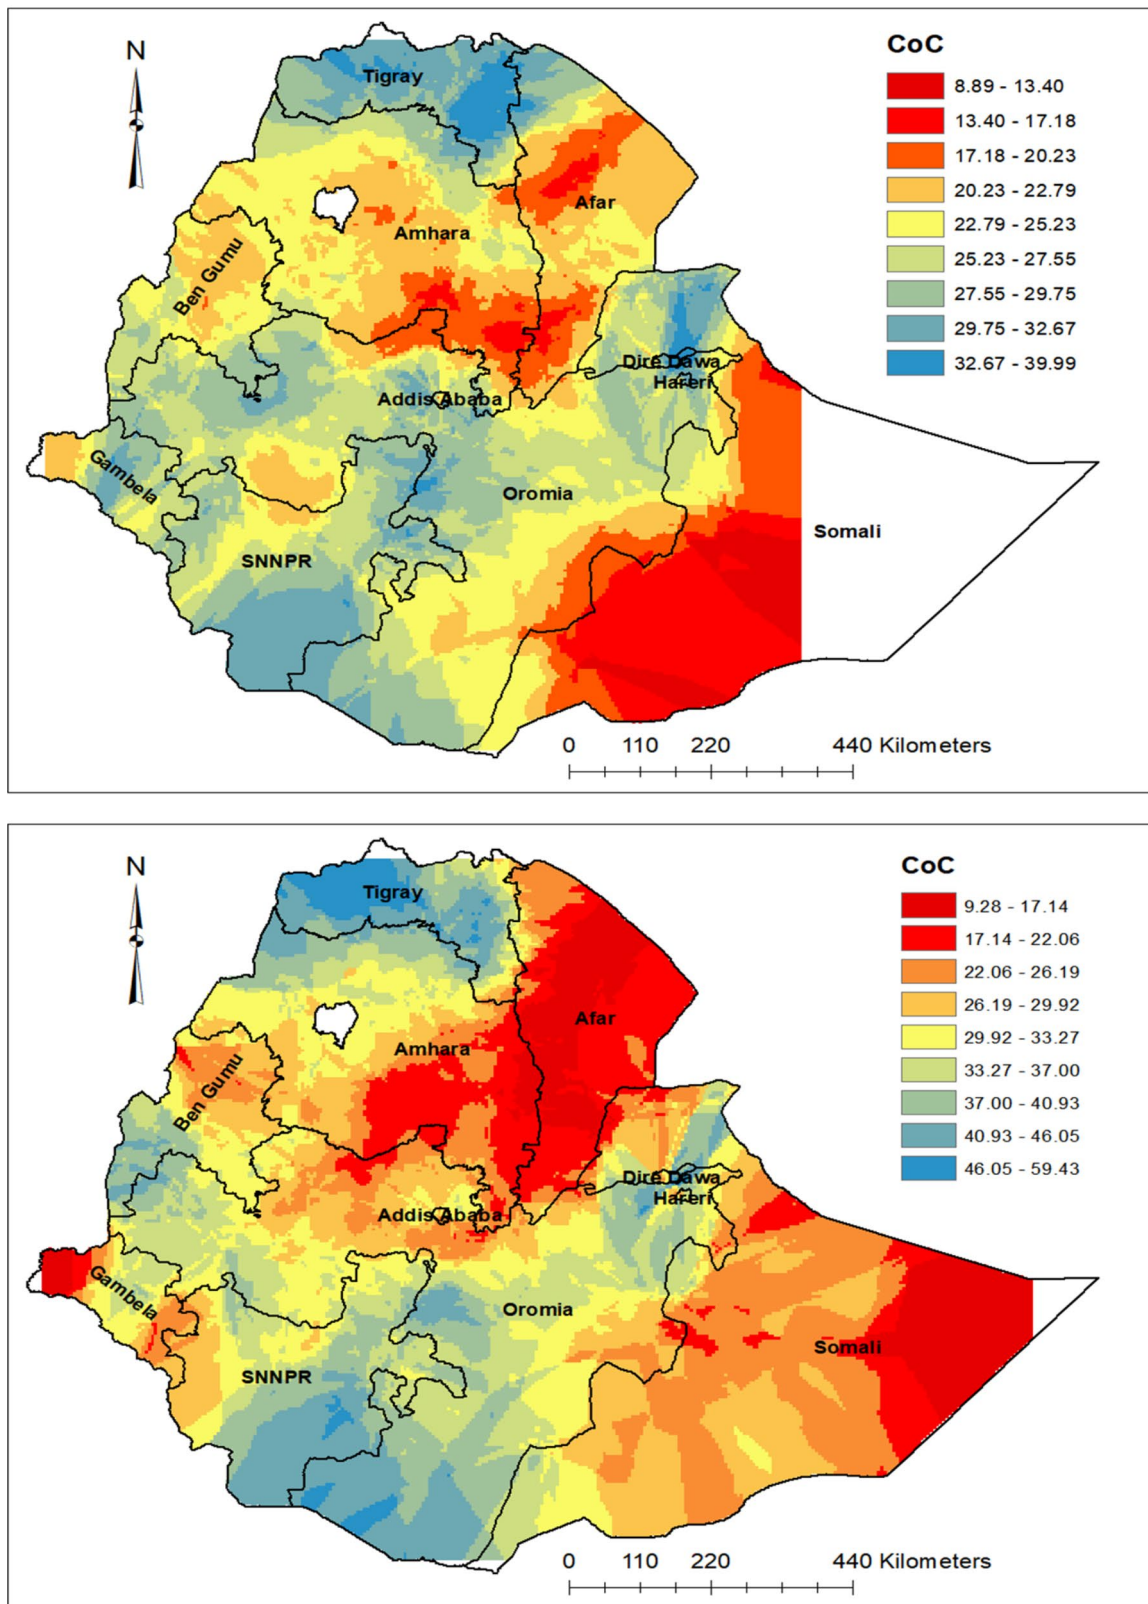 N
CoC
8.89 - 13.40
13.40 - 17.18
17.18 - 20.23
20.23 - 22.79
22.79 - 25.23
25.23 - 27.55
27.55 - 29.75
29.75 - 32.67
32.67 - 39.99
Tigray
Afar
Amhara
Ben Gumu
Dire Dawa
Hareri
Addis Ababa
Gambela
Oromia
Somali
SNNPR
0 110 220 440 Kilometers
N
CoC
9.28 - 17.14
17.14 - 22.06
22.06 - 26.19
26.19 - 29.92
29.92 - 33.27
33.27 - 37.00
37.00 - 40.93
40.93 - 46.05
46.05 - 59.43
Tigray
Afar
Amhara
Ben Gumu
Dire Dawa
Hareri
Addis Ababa
Gambela
Oromia
Somali
SNNPR
0 110 220 440 Kilometers